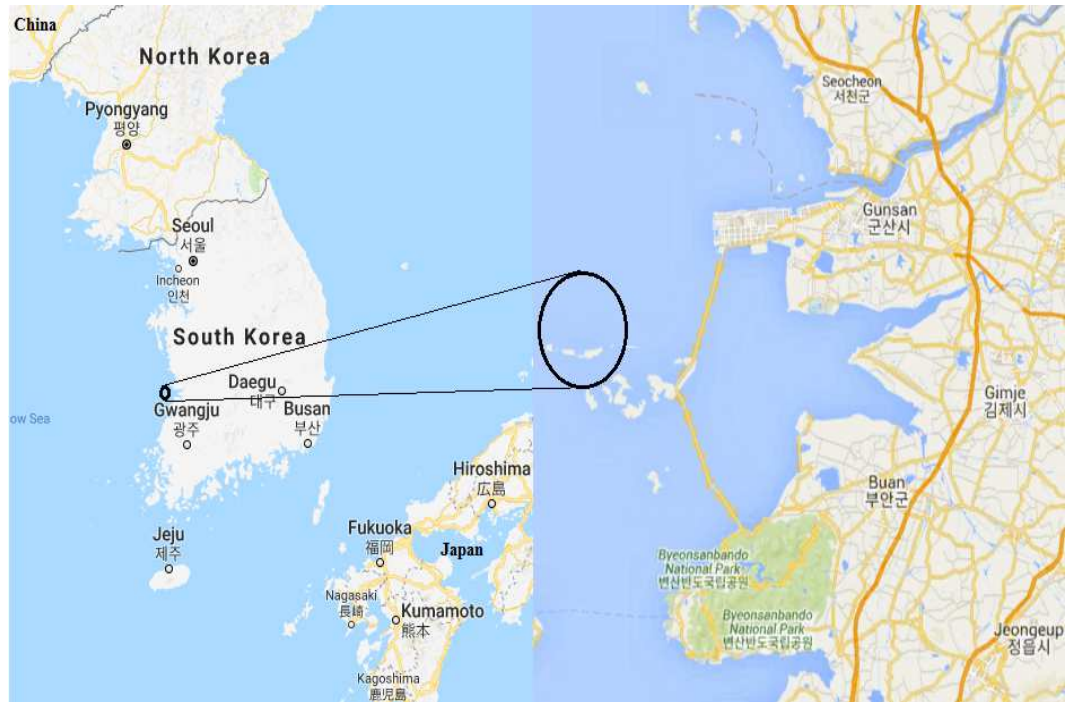 China
North Korea
Pyongyang
평양
Seoul
서울
Incheon
인천
South Korea
Daegu
대구
Gwangju
광주
Busan
부산
ow Sea
Hiroshima
広島
Jeju
제주
Fukuoka
福岡
Japan
Nagasaki
長崎
Kumamoto
熊本
Kagoshima
鹿児島
Seocheon
서천군
Gunsan
군산시
Gimje
김제시
Buan
부안군
Byeonsanbando
National Park
변산반도국립공원
Byeonsanbando
National Park
변산반도국립공원
Jeongeup
정읍시